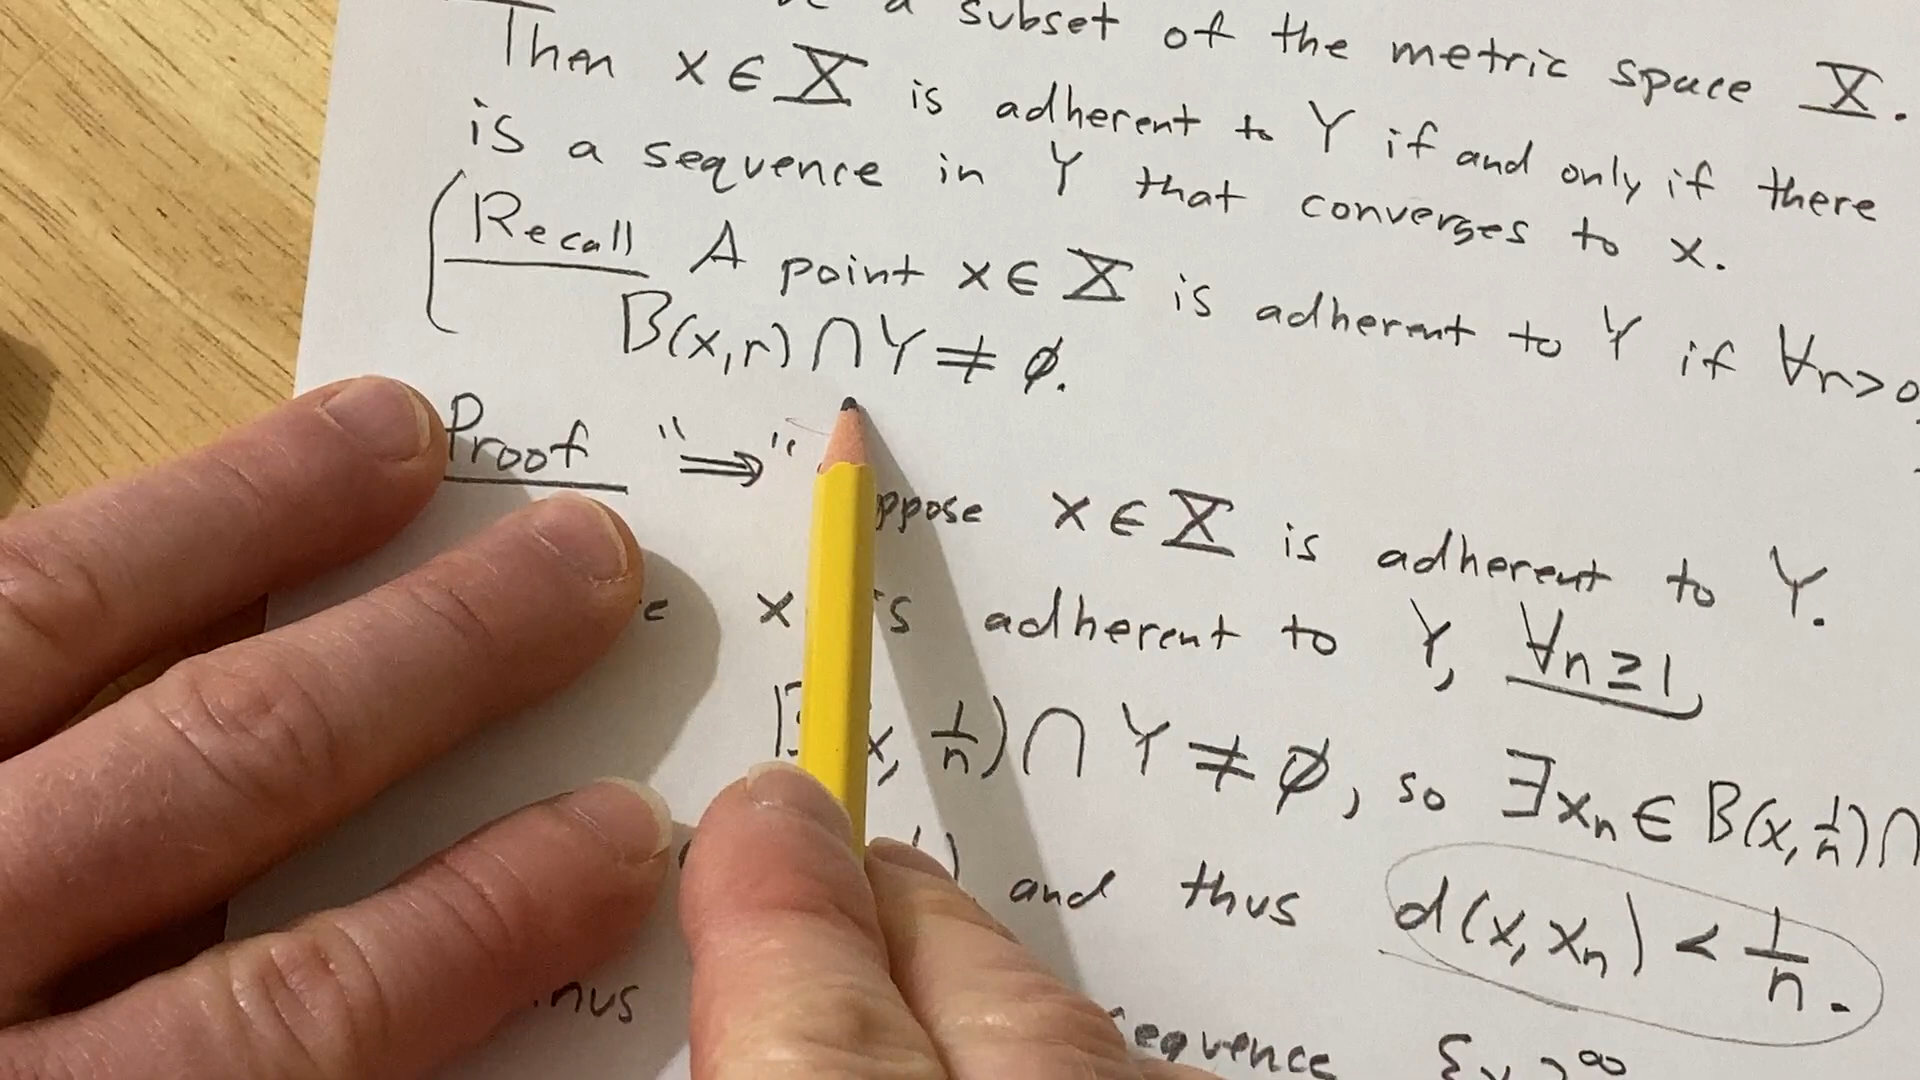 a subset of the metric space X.
Then x ∈ X is adherent to Y if and only if there
is a sequence in Y that converges to x.
(Recall A point x ∈ X is adherent to Y if ∀r>0,
B(x,r) ∩ Y ≠ ∅.
Proof "⇒" ppose x ∈ X is adherent to Y.
x is adherent to Y, ∀n≥1,
B(x, 1/n) ∩ Y ≠ ∅, so ∃xn ∈ B(x, 1/n) ∩
and thus d(x, xn) < 1/n.
sequence